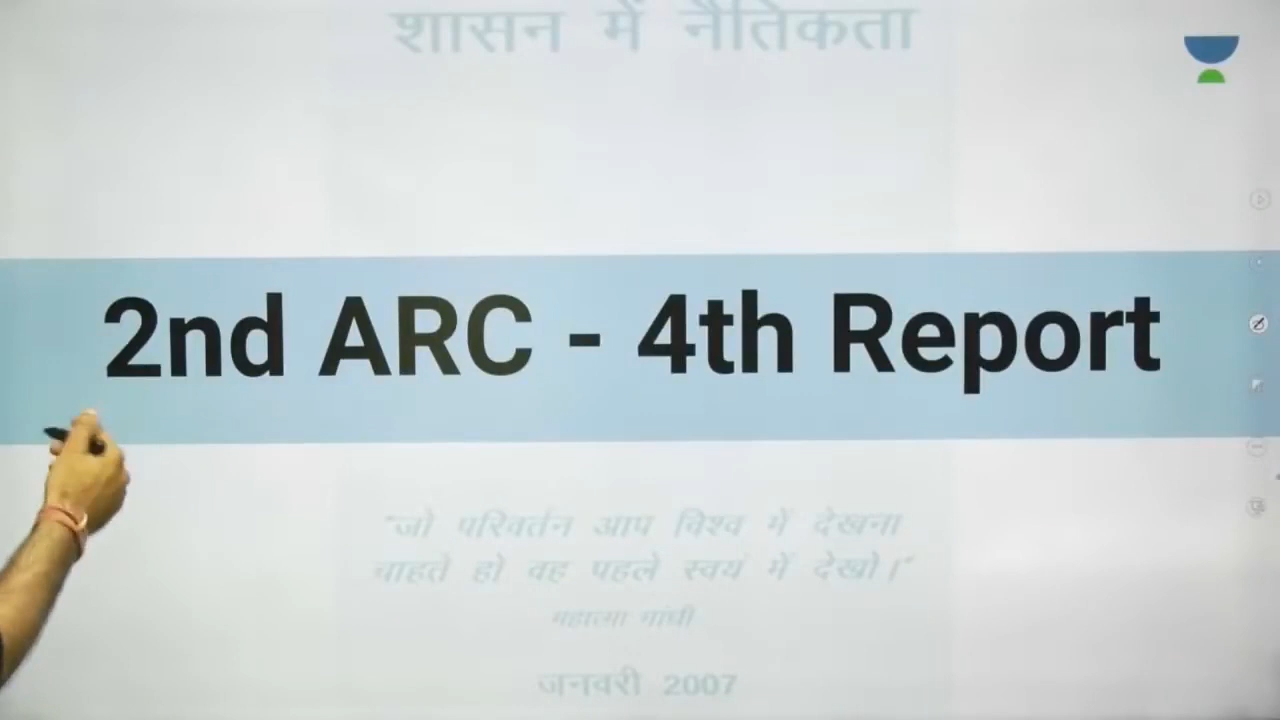 शासन में नैतिकता
2nd ARC - 4th Report
"जो परिवर्तन आप विश्व में देखना
चाहते हो वह पहले स्वयं में देखो।"
महात्मा गांधी
जनवरी 2007